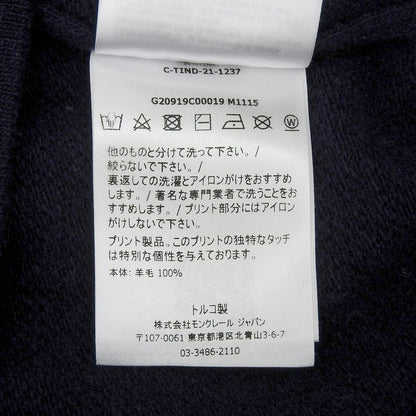 C-TIND-21-1237
G20919C00019 M1115
他のものと分けて洗って下さい。/
絞らないで下さい。/
裏返しての洗濯とアイロンがけをおすすめ
します。/ 著名な専門業者で洗うことをおす
すめします。/ プリント部分にはアイロン
がけしないで下さい。
プリント製品。このプリントの独特なタッチ
は特別な個性を与えています。
本体: 羊毛 100%
トルコ製
株式会社モンクレール ジャパン
〒107-0061 東京都港区北青山3-6-7
03-3486-2110